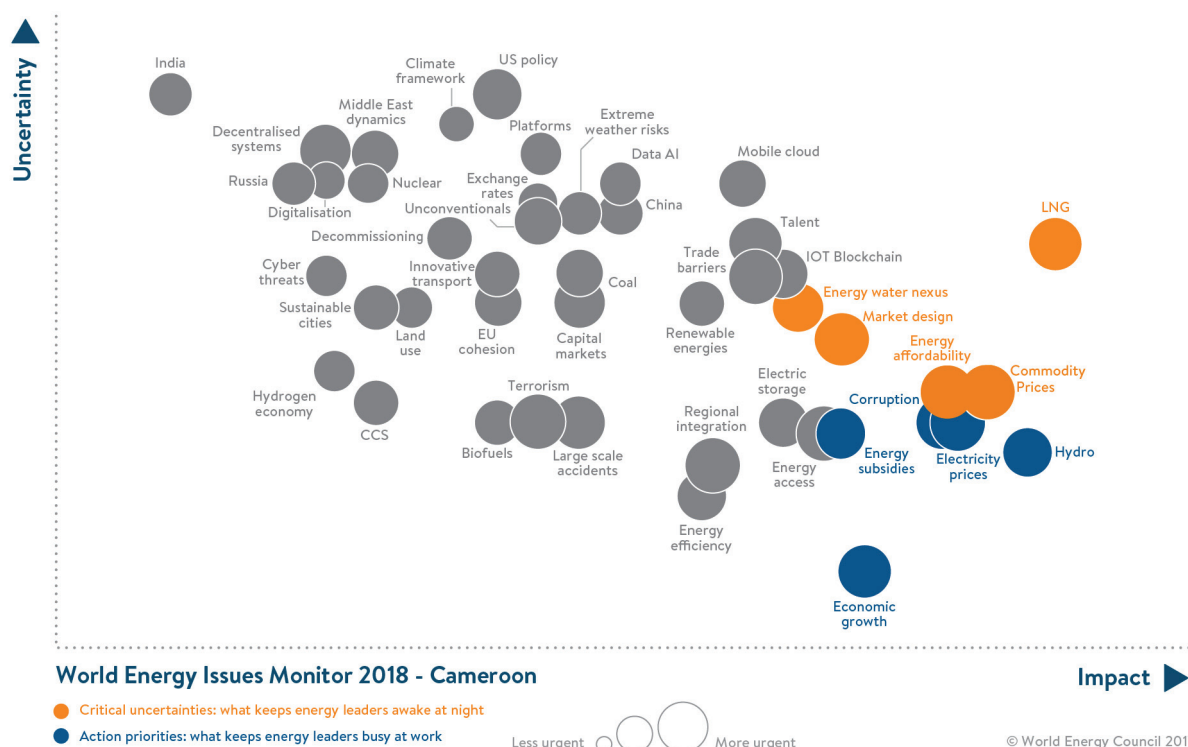 Uncertainty
India
Climate
framework
US policy
Middle East
dynamics
Decentralised
systems
Platforms
Extreme
weather risks
Data AI
Mobile cloud
Russia
Digitalisation
Nuclear
Exchange
rates
Unconventionals
China
LNG
Decommissioning
Talent
Trade
barriers
IOT Blockchain
Cyber
threats
Innovative
transport
Coal
Energy water nexus
Sustainable
cities
Land
use
EU
cohesion
Capital
markets
Renewable
energies
Market design
Energy
affordability
Commodity
Prices
Hydrogen
economy
CCS
Terrorism
Electric
storage
Corruption
Regional
integration
Biofuels
Large scale
accidents
Energy
access
Energy
subsidies
Electricity
prices
Hydro
Energy
efficiency
Economic
growth
World Energy Issues Monitor 2018 - Cameroon
Impact
Critical uncertainties: what keeps energy leaders awake at night
Action priorities: what keeps energy leaders busy at work
Less urgent
More urgent
© World Energy Council 201